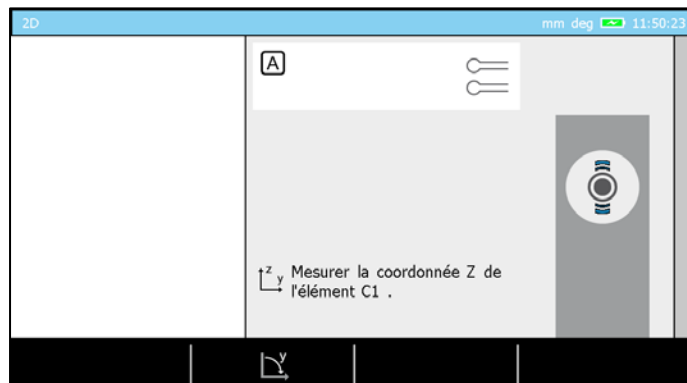 2D mm deg 11:50:23
A
z y Mesurer la coordonnée Z de
l'élément C1 .
y